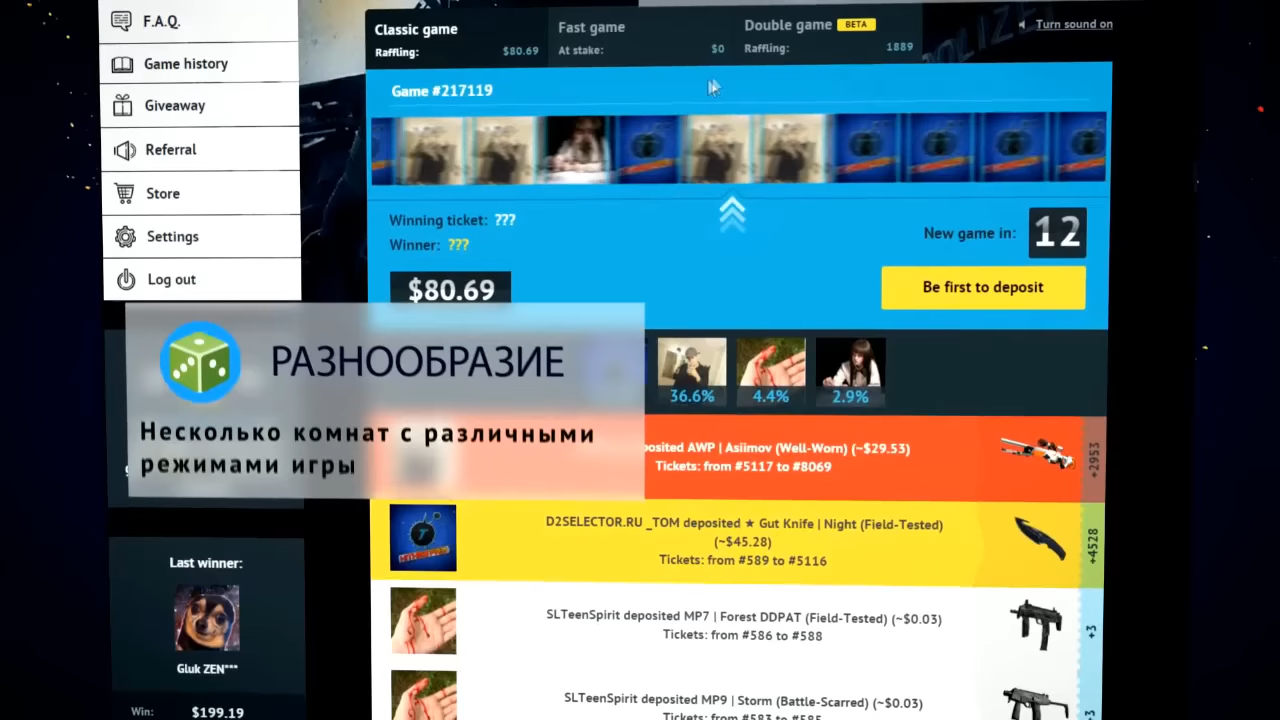 F.A.Q.
Game history
Giveaway
Referral
Store
Settings
Log out
Classic game
Raffling: $80.69
Fast game
At stake: $0
Double game BETA
Raffling: 1889
Turn sound on
Game #217119
Winning ticket: ???
Winner: ???
$80.69
New game in: 12
Be first to deposit
РАЗНООБРАЗИЕ
Несколько комнат с различными
режимами игры
36.6%
4.4%
2.9%
AWP | Asiimov (Well-Worn) (~$29.53)
Tickets: from #5117 to #8069
+2953
D2SELECTOR.RU _TOM deposited ★ Gut Knife | Night (Field-Tested)
(~$45.28)
Tickets: from #589 to #5116
+4528
SLTeenSpirit deposited MP7 | Forest DDPAT (Field-Tested) (~$0.03)
Tickets: from #586 to #588
+3
SLTeenSpirit deposited MP9 | Storm (Battle-Scarred) (~$0.03)
Tickets: from #583 to #585
Last winner:
Gluk ZEN***
Win: $199.19